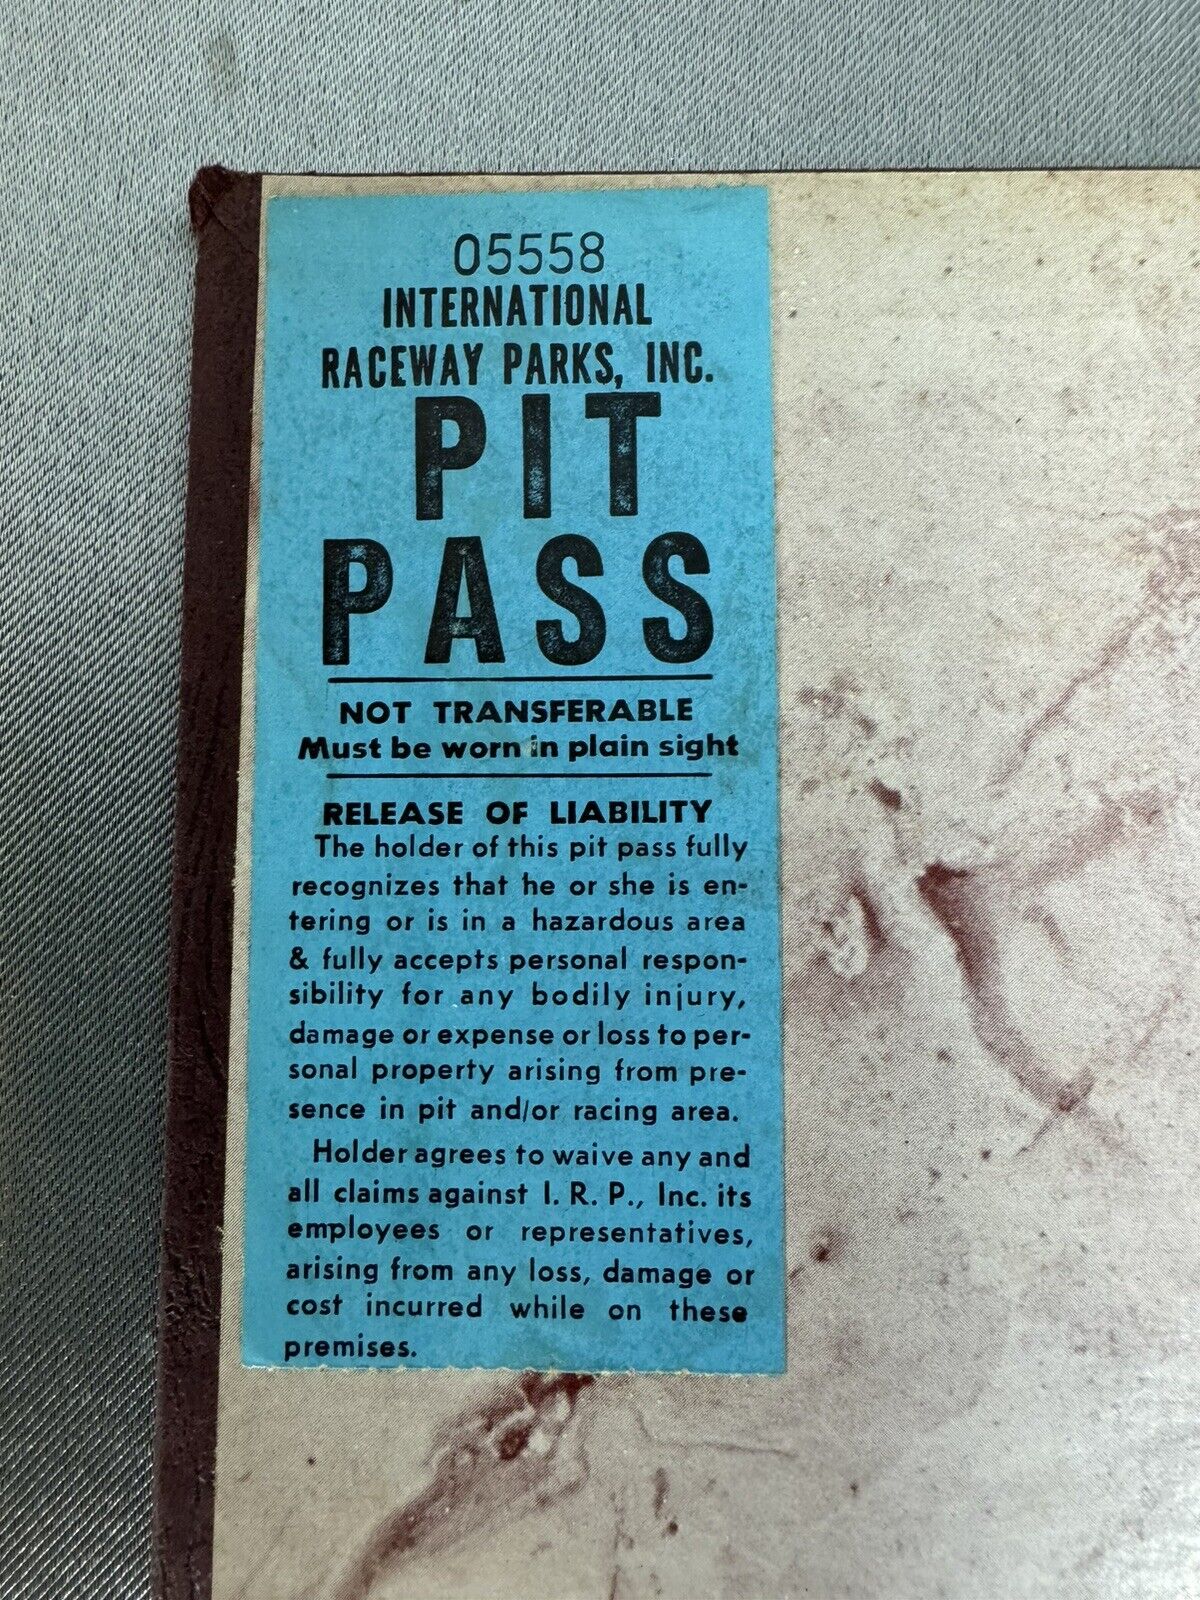 05558
INTERNATIONAL
RACEWAY PARKS, INC.
PIT
PASS
NOT TRANSFERABLE
Must be worn in plain sight
RELEASE OF LIABILITY
The holder of this pit pass fully
recognizes that he or she is en-
tering or is in a hazardous area
& fully accepts personal respon-
sibility for any bodily injury,
damage or expense or loss to per-
sonal property arising from pre-
sence in pit and/or racing area.
Holder agrees to waive any and
all claims against I. R. P., Inc. its
employees or representatives,
arising from any loss, damage or
cost incurred while on these
premises.